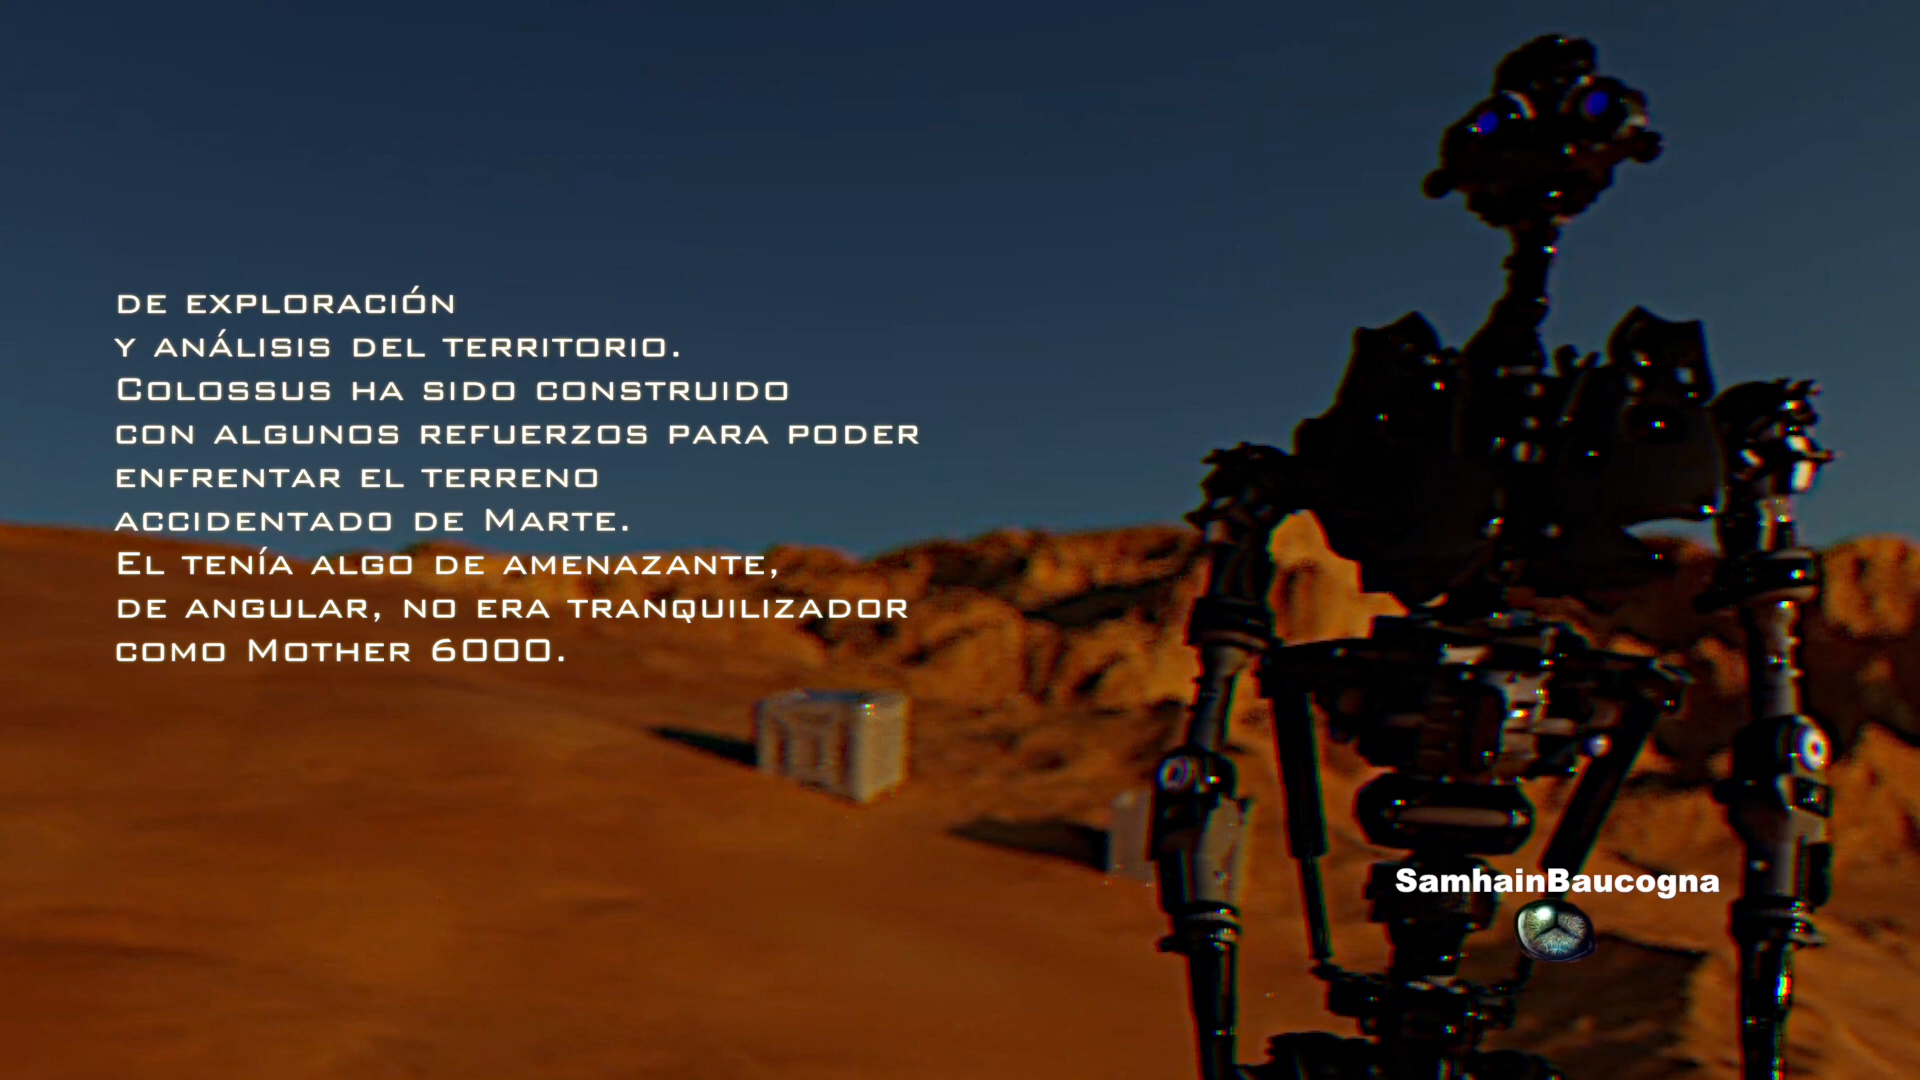 DE EXPLORACIÓN
Y ANÁLISIS DEL TERRITORIO.
COLOSSUS HA SIDO CONSTRUIDO
CON ALGUNOS REFUERZOS PARA PODER
ENFRENTAR EL TERRENO
ACCIDENTADO DE MARTE.
EL TENÍA ALGO DE AMENAZANTE,
DE ANGULAR, NO ERA TRANQUILIZADOR
COMO MOTHER 6000.
SamhainBaucogna